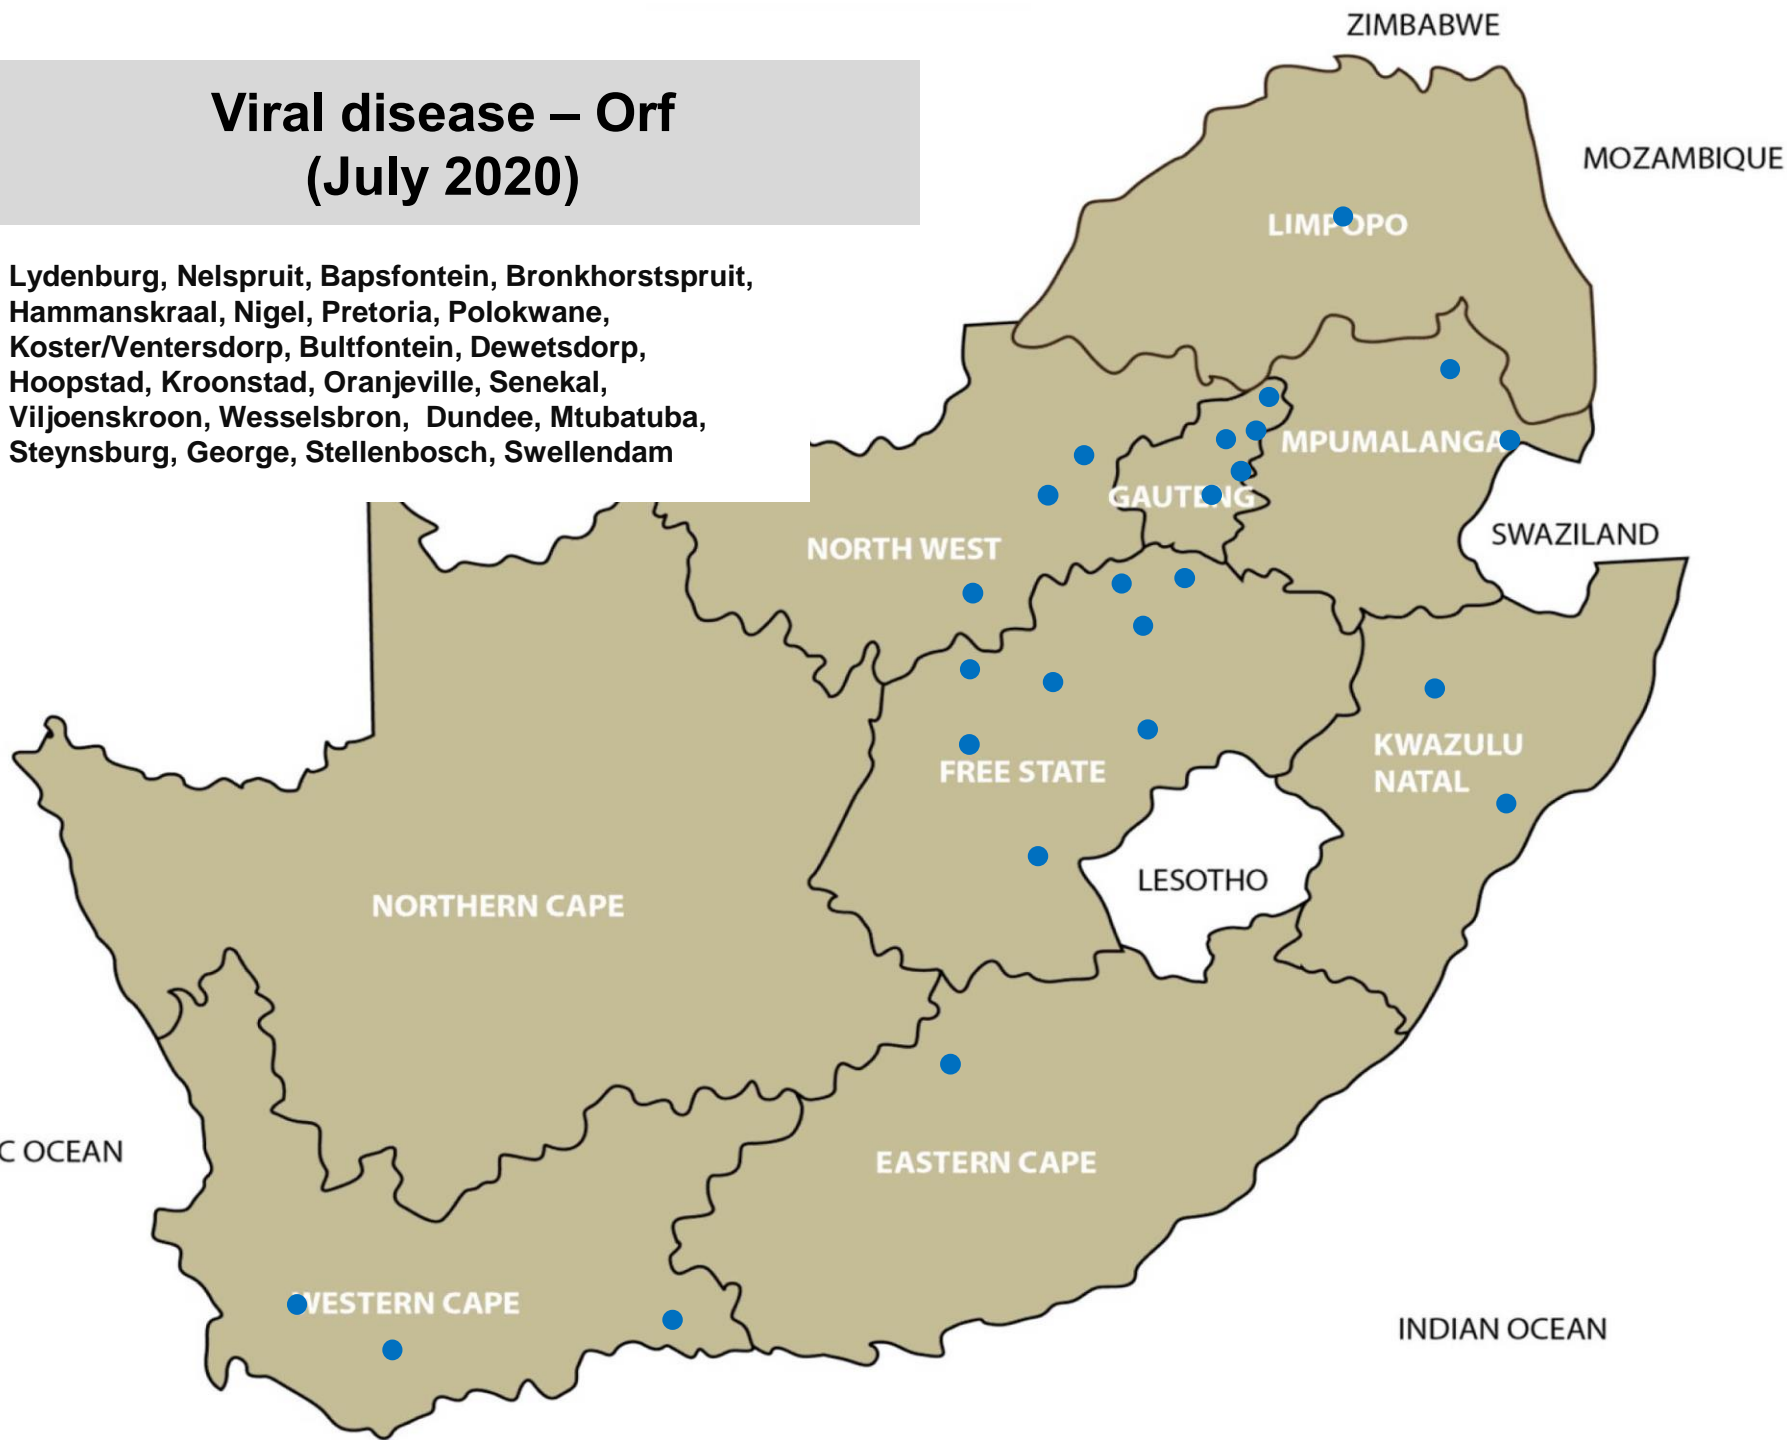 ZIMBABWE
Viral disease – Orf
(July 2020)
MOZAMBIQUE
LIMPOPO
Lydenburg, Nelspruit, Bapsfontein, Bronkhorstspruit,
Hammanskraal, Nigel, Pretoria, Polokwane,
Koster/Ventersdorp, Bultfontein, Dewetsdorp,
Hoopstad, Kroonstad, Oranjeville, Senekal,
Viljoenskroon, Wesselsbron, Dundee, Mtubatuba,
Steynsburg, George, Stellenbosch, Swellendam
MPUMALANGA
GAUTENG
SWAZILAND
NORTH WEST
KWAZULU
NATAL
FREE STATE
LESOTHO
NORTHERN CAPE
C OCEAN
EASTERN CAPE
WESTERN CAPE
INDIAN OCEAN